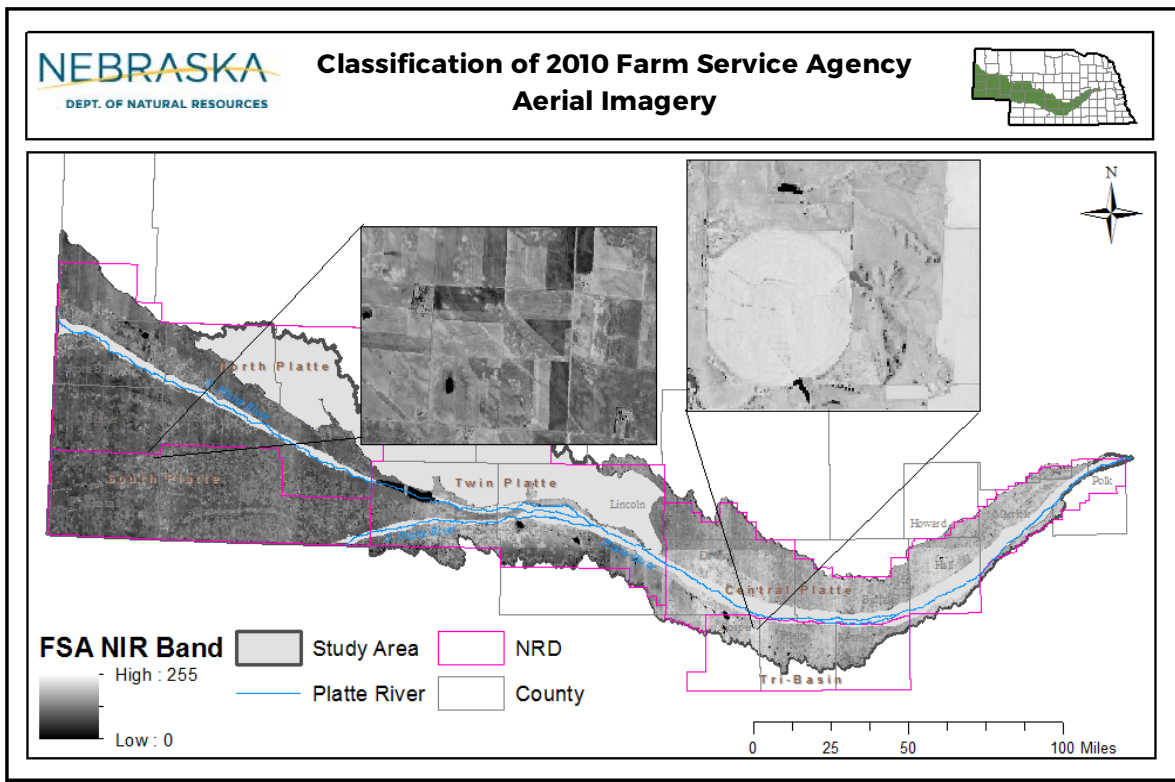 NEBRASKA
DEPT. OF NATURAL RESOURCES
Classification of 2010 Farm Service Agency
Aerial Imagery
N
North Platte
South Platte
Twin Platte
Lincoln
Howard
Polk
Hall
Central Platte
Tri-Basin
Platte River
FSA NIR Band
High : 255
Low : 0
Study Area
Platte River
NRD
County
0
25
50
100 Miles